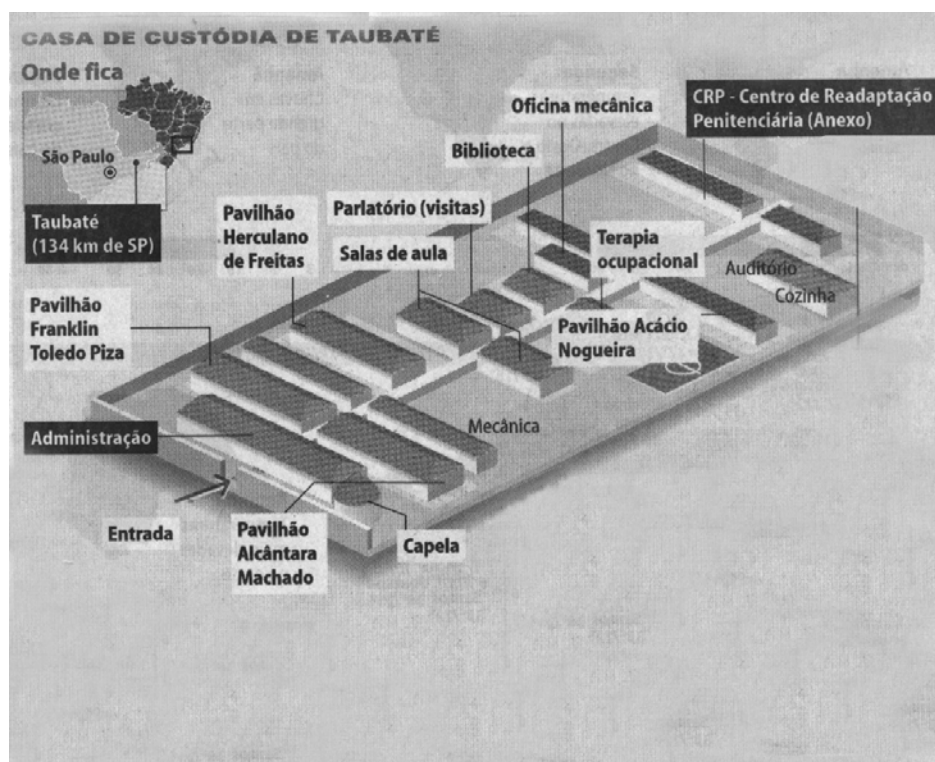 CASA DE CUSTÓDIA DE TAUBATÉ
Onde fica
São Paulo
Taubaté
(134 km de SP)
Oficina mecânica
CRP - Centro de Readaptação
Penitenciária (Anexo)
Biblioteca
Pavilhão
Herculano
de Freitas
Parlatório (visitas)
Salas de aula
Terapia
ocupacional
Auditório
Cozinha
Pavilhão
Franklin
Toledo Piza
Pavilhão Acácio
Nogueira
Administração
Mecânica
Entrada
Pavilhão
Alcântara
Machado
Capela